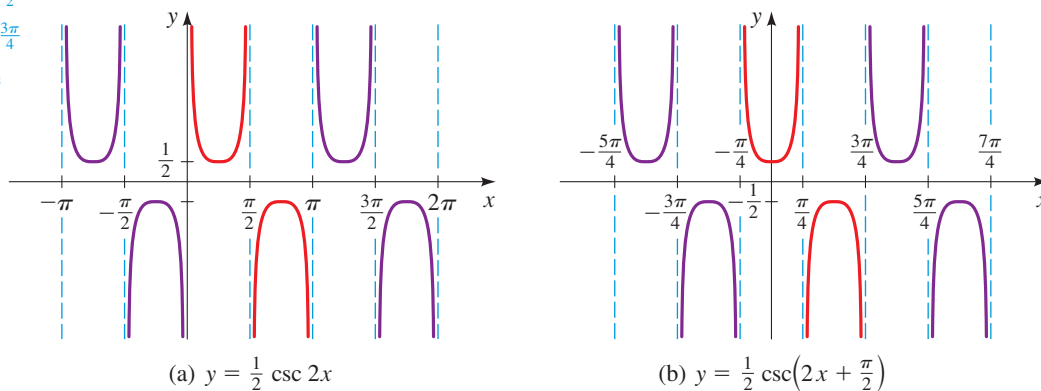 π/2
3π/4
y
1/2
−π
−π/2
π/2
π
3π/2
2π
x
(a) y = 1/2 csc 2x
y
−5π/4
−π/4
3π/4
7π/4
−3π/4
−1/2
π/4
5π/4
x
(b) y = 1/2 csc(2x + π/2)